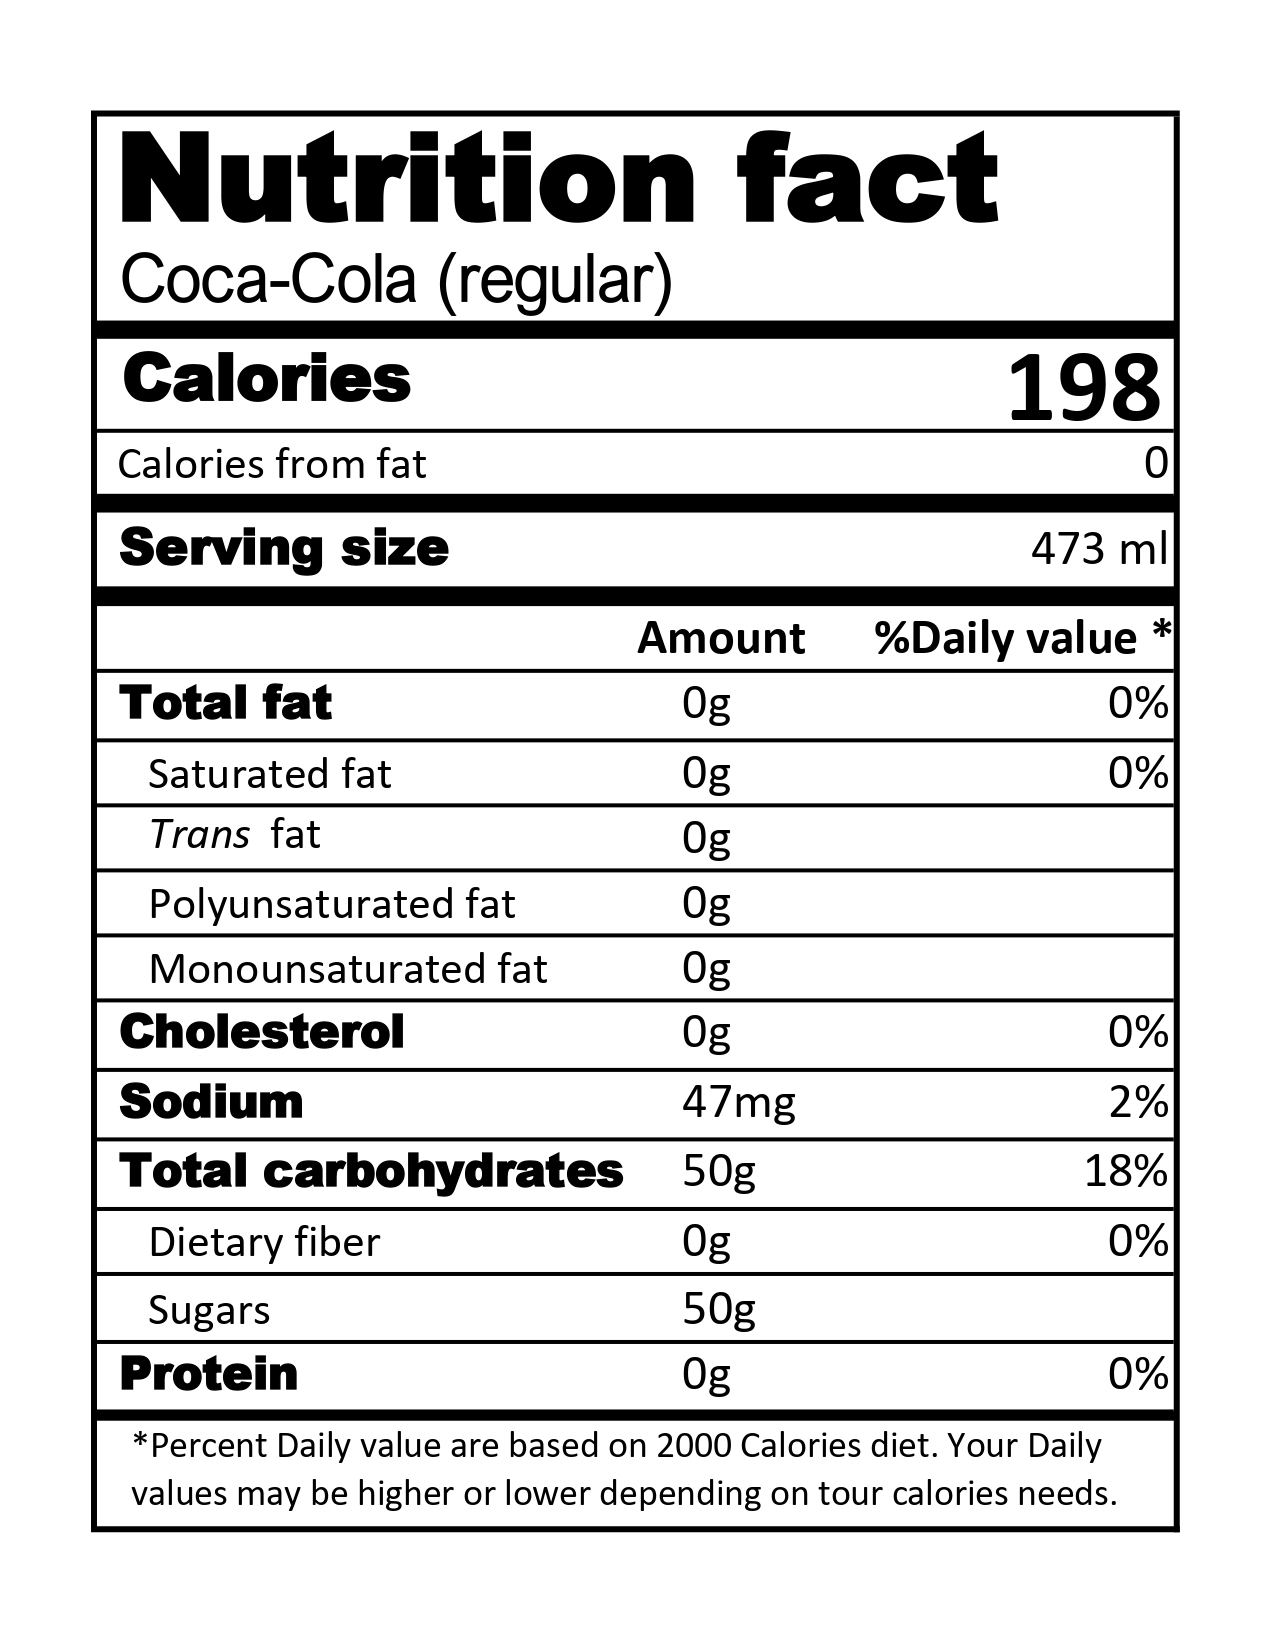 Nutrition fact
Coca-Cola (regular)
Calories 198
Calories from fat 0
Serving size 473 ml
Amount %Daily value *
Total fat 0g 0%
Saturated fat 0g 0%
Trans fat 0g
Polyunsaturated fat 0g
Monounsaturated fat 0g
Cholesterol 0g 0%
Sodium 47mg 2%
Total carbohydrates 50g 18%
Dietary fiber 0g 0%
Sugars 50g
Protein 0g 0%
*Percent Daily value are based on 2000 Calories diet. Your Daily
values may be higher or lower depending on tour calories needs.